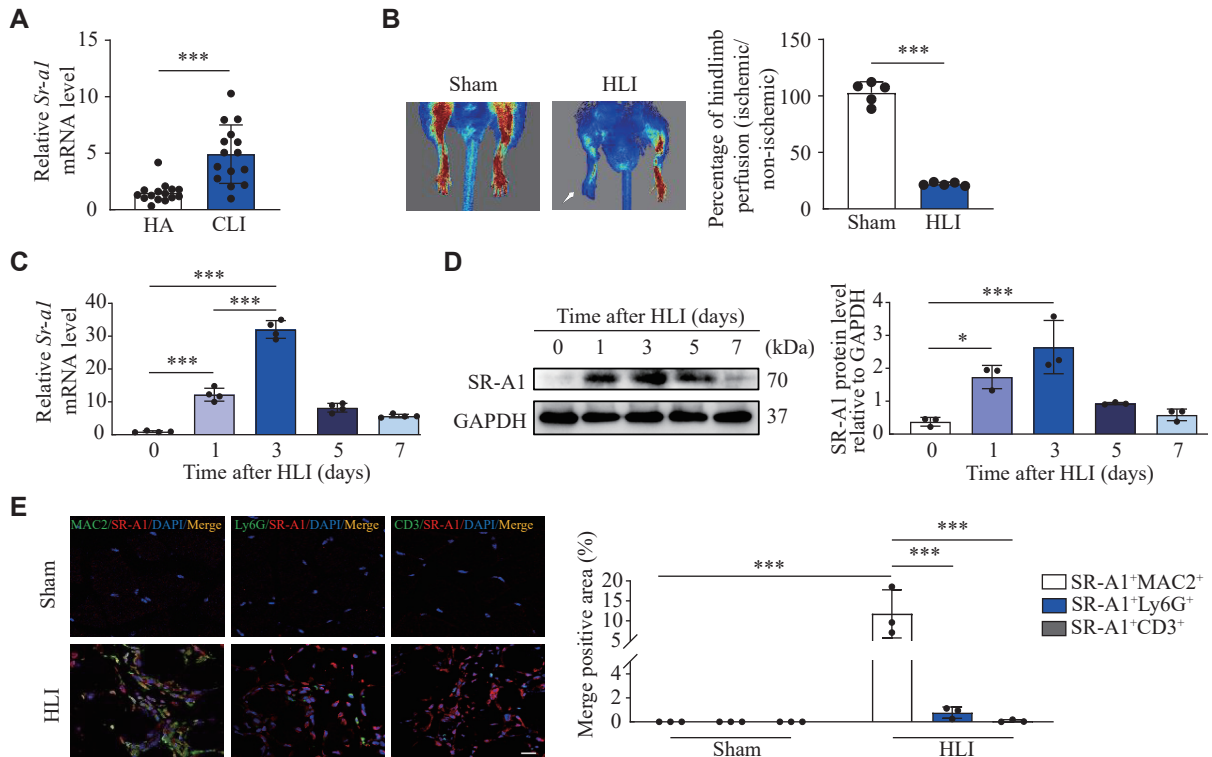 A
Relative Sr-a1
mRNA level
15
10
5
0
***
HA
CLI
B
Sham
HLI
Percentage of hindlimb
perfusion (ischemic/
non-ischemic)
150
100
50
0
***
Sham
HLI
C
Relative Sr-a1
mRNA level
40
30
20
10
0
***
***
***
0 1 3 5 7
Time after HLI (days)
D
Time after HLI (days)
0 1 3 5 7 (kDa)
SR-A1 70
GAPDH 37
SR-A1 protein level
relative to GAPDH
4
3
2
1
0
***
*
0 1 3 5 7
Time after HLI (days)
E
MAC2/SR-A1/DAPI/Merge
Ly6G/SR-A1/DAPI/Merge
CD3/SR-A1/DAPI/Merge
Sham
HLI
Merge positive area (%)
20
15
10
5
4
2
0
***
***
***
Sham
HLI
SR-A1⁺MAC2⁺
SR-A1⁺Ly6G⁺
SR-A1⁺CD3⁺